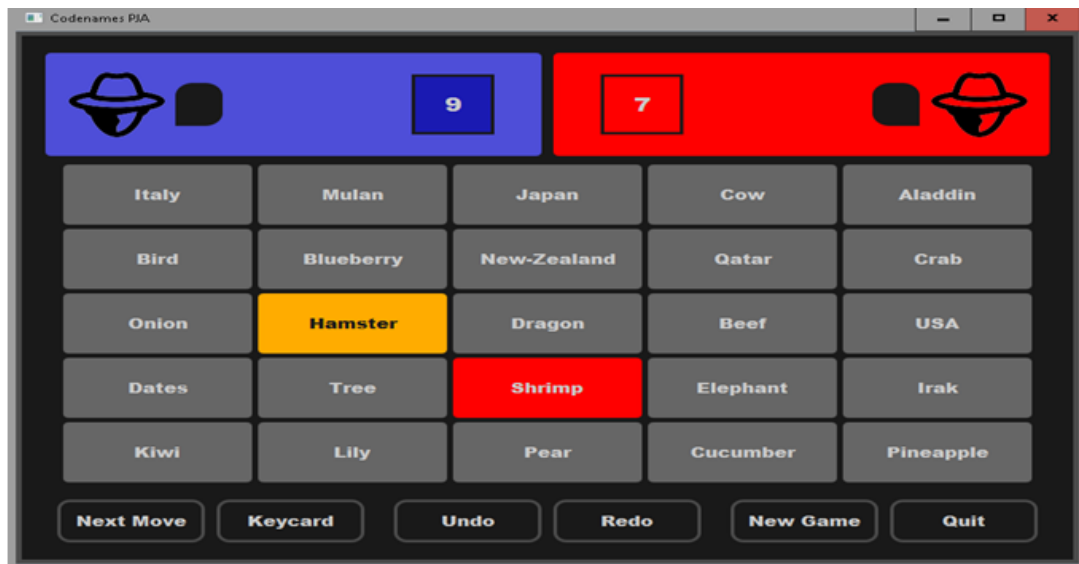 Codenames PJA
9 7
Italy Mulan Japan Cow Aladdin
Bird Blueberry New-Zealand Qatar Crab
Onion Hamster Dragon Beef USA
Dates Tree Shrimp Elephant Irak
Kiwi Lily Pear Cucumber Pineapple
Next Move Keycard Undo Redo New Game Quit